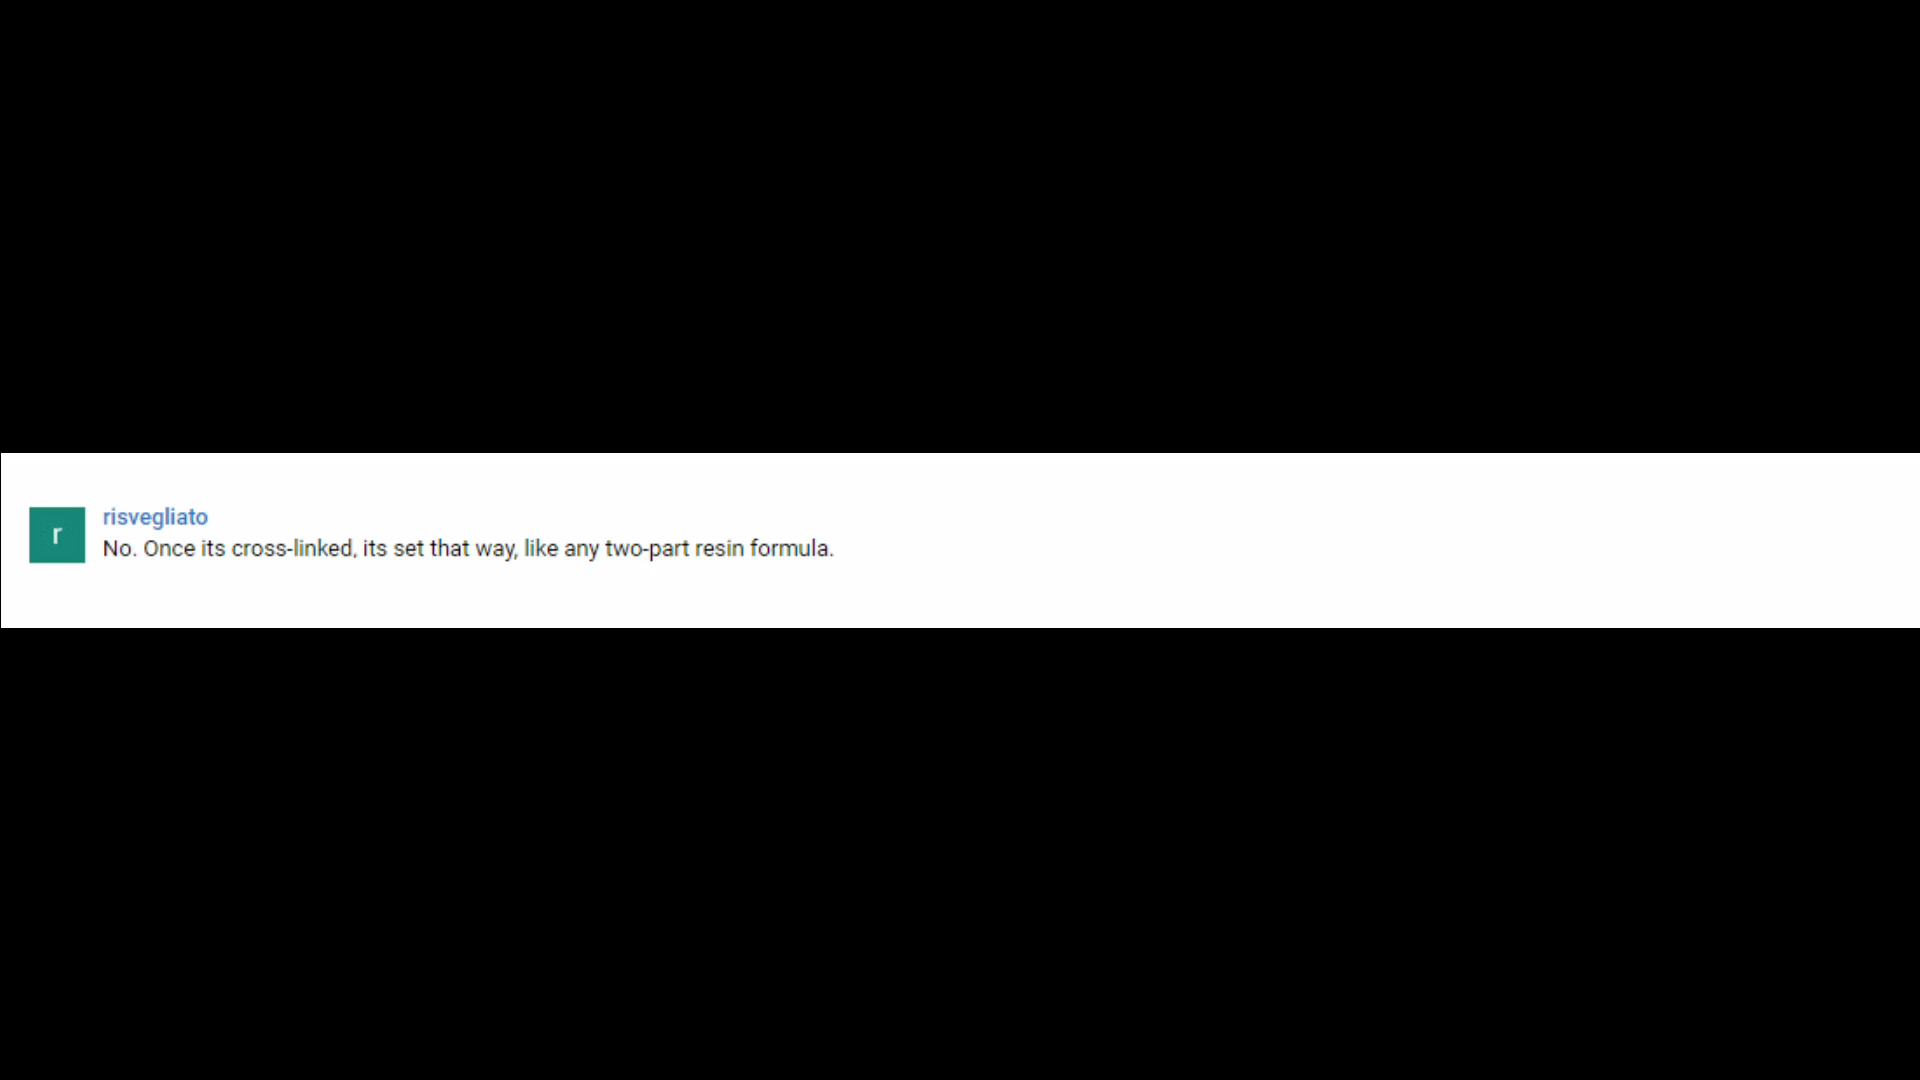 r
risvegliato
No. Once its cross-linked, its set that way, like any two-part resin formula.